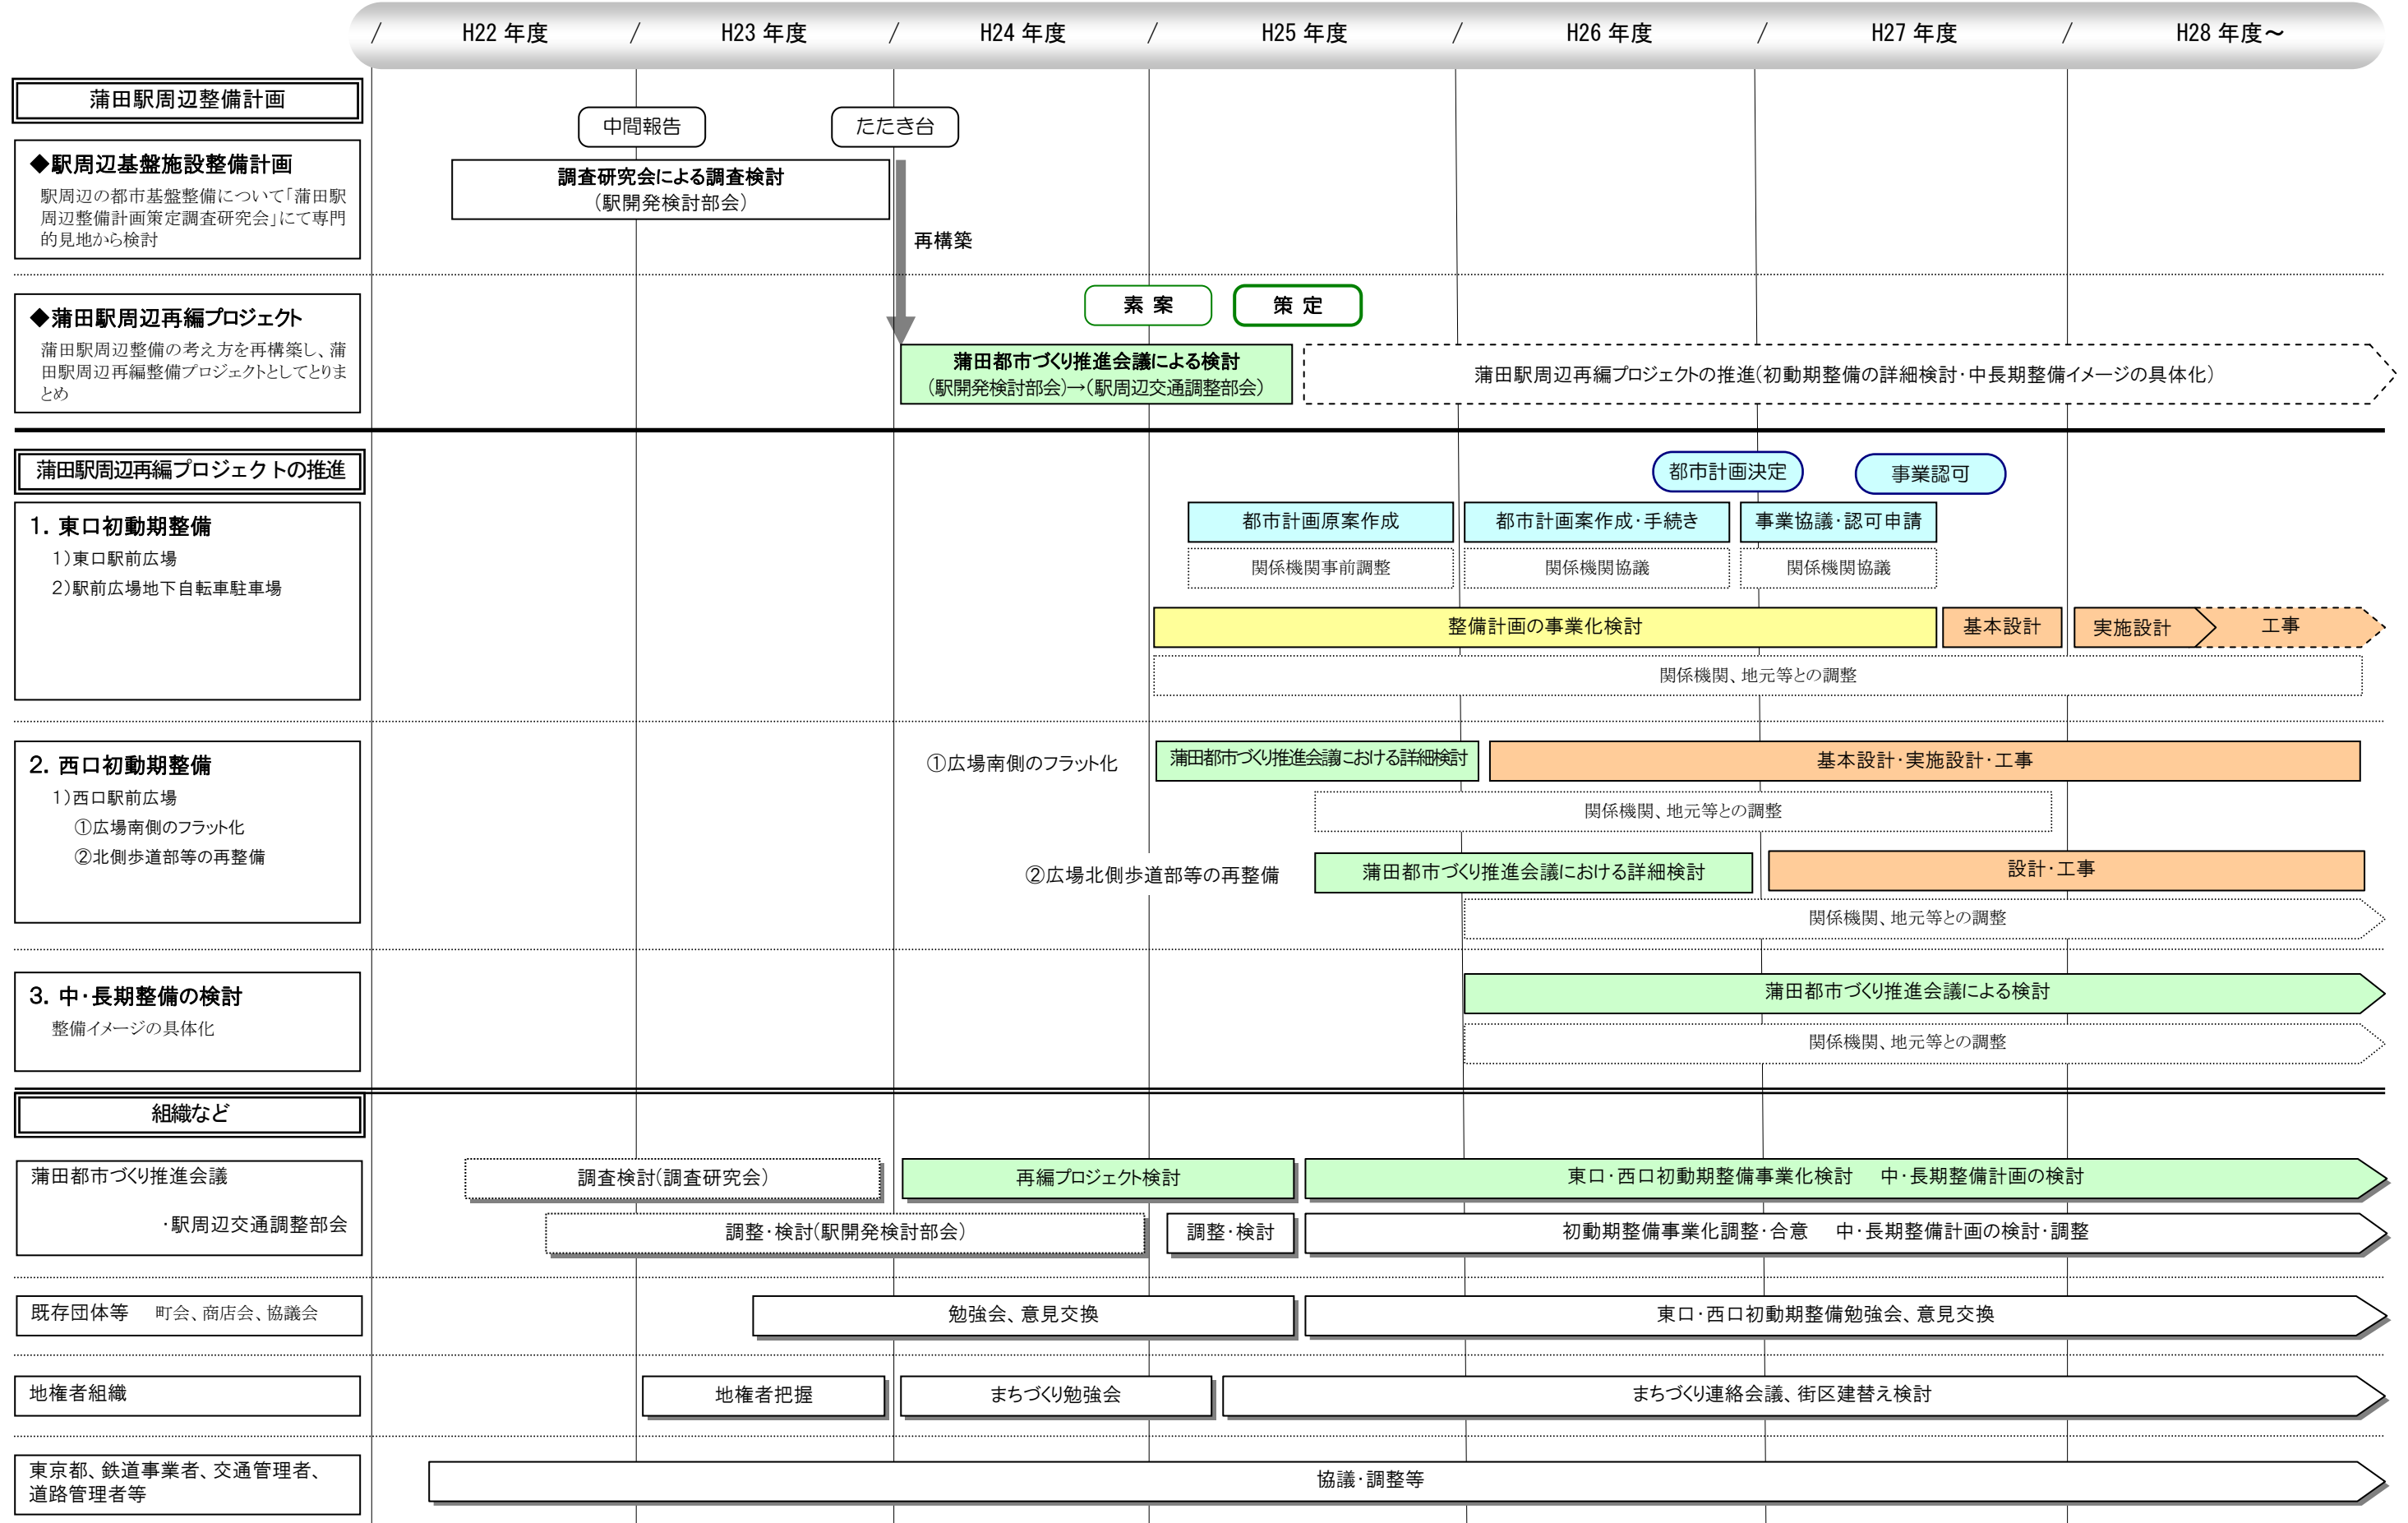 / H22 年度 / H23 年度 / H24 年度 / H25 年度 / H26 年度 / H27 年度 / H28 年度～
蒲田駅周辺整備計画
中間報告
たたき台
◆駅周辺基盤施設整備計画
駅周辺の都市基盤整備について「蒲田駅
周辺整備計画策定調査研究会」にて専門
的見地から検討
調査研究会による調査検討
（駅開発検討部会）
再構築
素 案
策 定
◆蒲田駅周辺再編プロジェクト
蒲田駅周辺整備の考え方を再構築し、蒲
田駅周辺再編整備プロジェクトとしてとりま
とめ
蒲田都市づくり推進会議による検討
（駅開発検討部会）→（駅周辺交通調整部会）
蒲田駅周辺再編プロジェクトの推進（初動期整備の詳細検討・中長期整備イメージの具体化）
蒲田駅周辺再編プロジェクトの推進
都市計画決定
事業認可
1. 東口初動期整備
1）東口駅前広場
2）駅前広場地下自転車駐車場
都市計画原案作成
都市計画案作成・手続き
事業協議・認可申請
関係機関事前調整
関係機関協議
関係機関協議
整備計画の事業化検討
基本設計
実施設計
工事
関係機関、地元等との調整
2. 西口初動期整備
1）西口駅前広場
①広場南側のフラット化
②北側歩道部等の再整備
①広場南側のフラット化
蒲田都市づくり推進会議における詳細検討
基本設計・実施設計・工事
関係機関、地元等との調整
②広場北側歩道部等の再整備
蒲田都市づくり推進会議における詳細検討
設計・工事
関係機関、地元等との調整
3. 中・長期整備の検討
整備イメージの具体化
蒲田都市づくり推進会議による検討
関係機関、地元等との調整
組織など
蒲田都市づくり推進会議
・駅周辺交通調整部会
調査検討（調査研究会）
再編プロジェクト検討
東口・西口初動期整備事業化検討 中・長期整備計画の検討
調整・検討（駅開発検討部会）
調整・検討
初動期整備事業化調整・合意 中・長期整備計画の検討・調整
既存団体等 町会、商店会、協議会
勉強会、意見交換
東口・西口初動期整備勉強会、意見交換
地権者組織
地権者把握
まちづくり勉強会
まちづくり連絡会議、街区建替え検討
東京都、鉄道事業者、交通管理者、
道路管理者等
協議・調整等